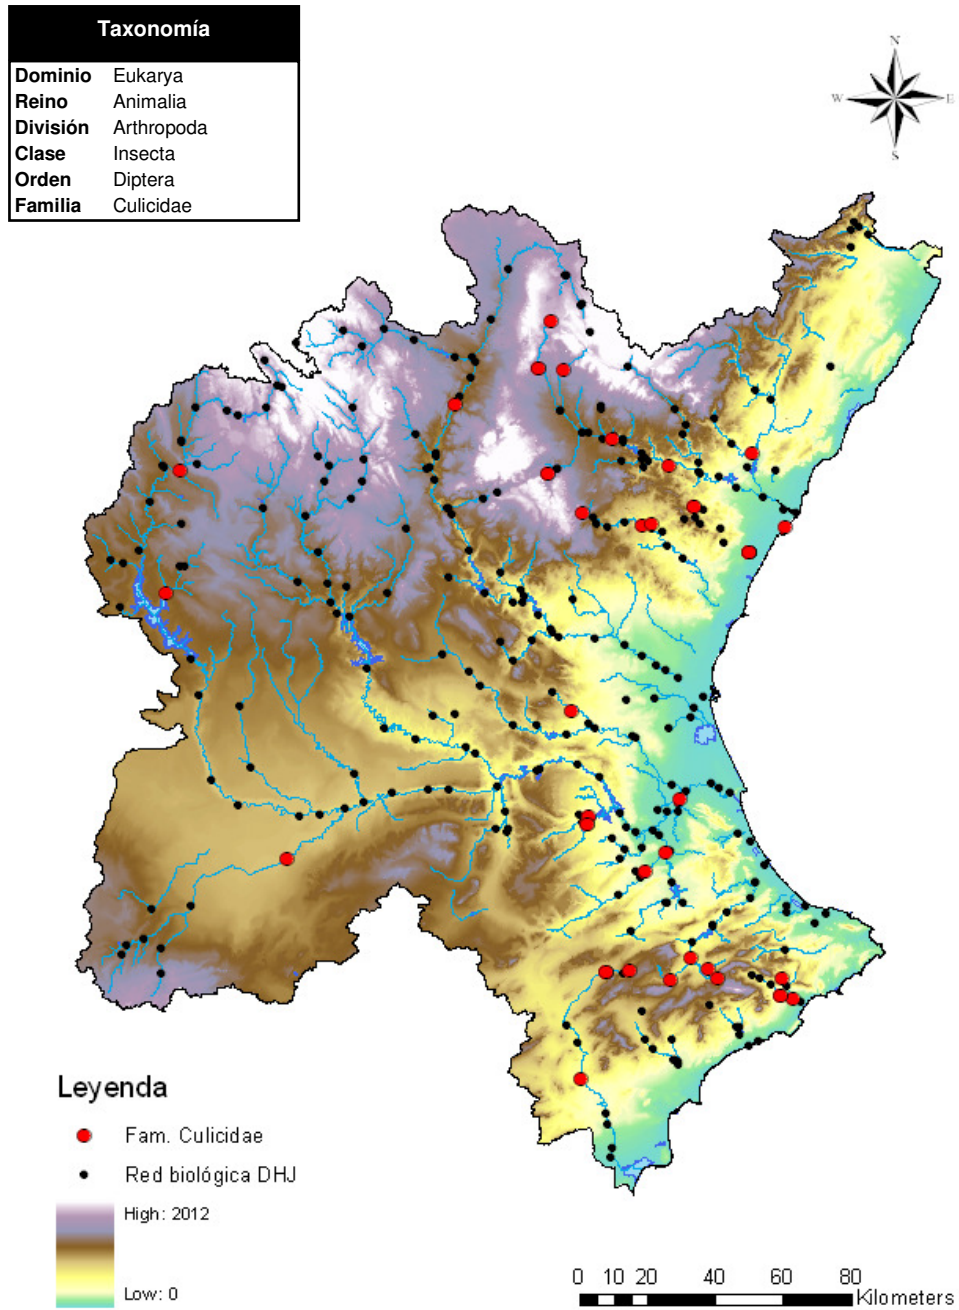 Taxonomía
Dominio Eukarya
Reino Animalia
División Arthropoda
Clase Insecta
Orden Diptera
Familia Culicidae
N
W E
S
Leyenda
Fam. Culicidae
Red biológica DHJ
High: 2012
Low: 0
0 10 20 40 60 80
Kilometers